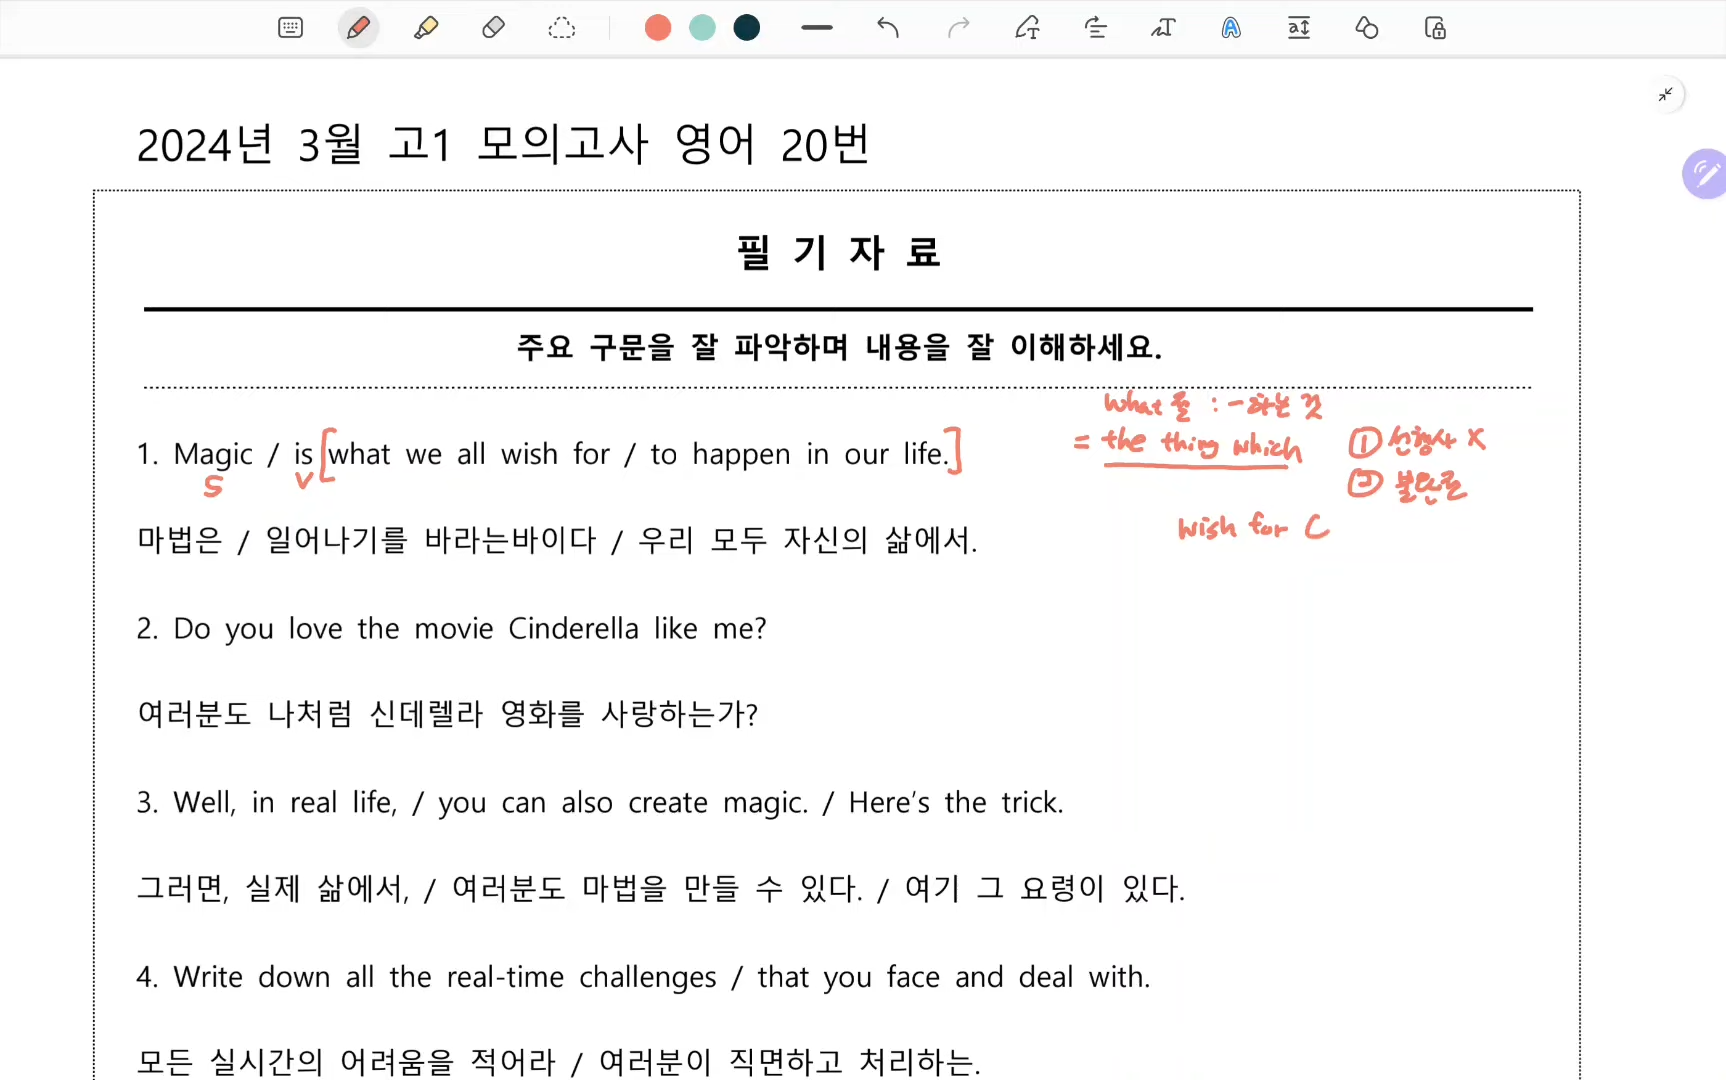 2024년 3월 고1 모의고사 영어 20번
필 기 자 료
주요 구문을 잘 파악하며 내용을 잘 이해하세요.
what 절 : ~하는 것
1. Magic / is [what we all wish for / to happen in our life.]
= the thing which
① 선행사 X
S
V
② 불완전
wish for C
마법은 / 일어나기를 바라는바이다 / 우리 모두 자신의 삶에서.
2. Do you love the movie Cinderella like me?
여러분도 나처럼 신데렐라 영화를 사랑하는가?
3. Well, in real life, / you can also create magic. / Here's the trick.
그러면, 실제 삶에서, / 여러분도 마법을 만들 수 있다. / 여기 그 요령이 있다.
4. Write down all the real-time challenges / that you face and deal with.
모든 실시간의 어려움을 적어라 / 여러분이 직면하고 처리하는.